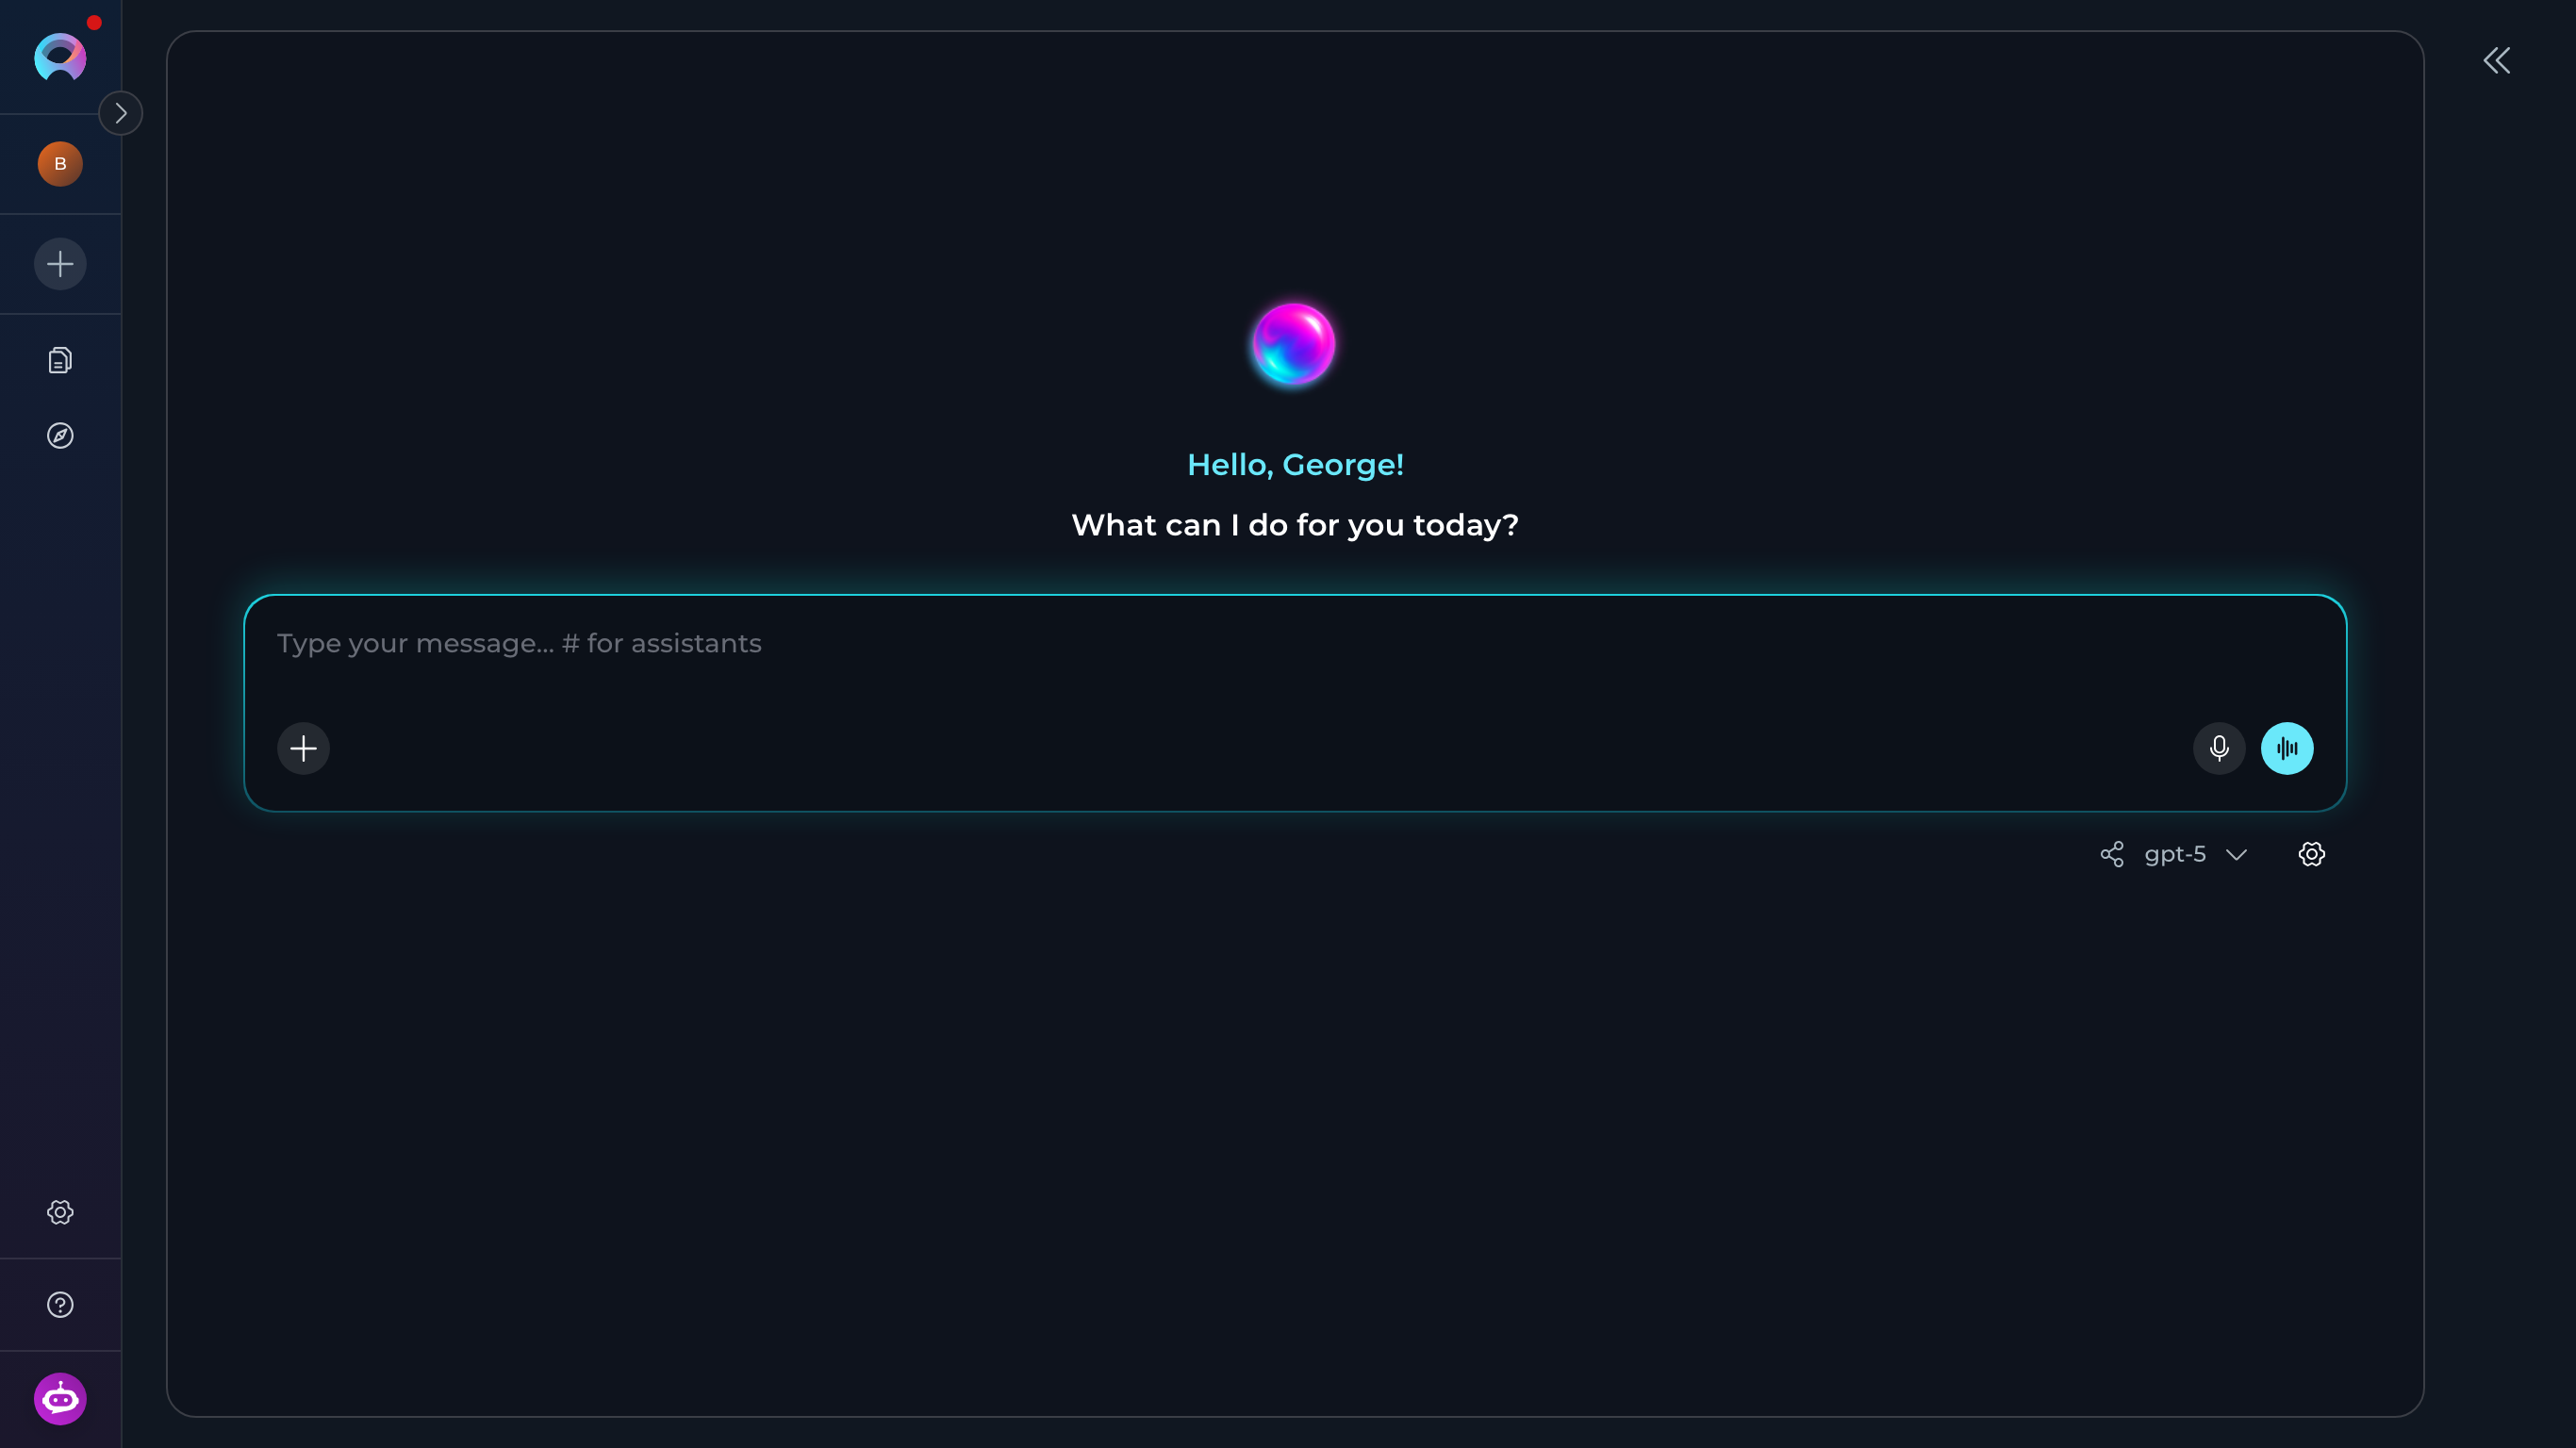 B
Hello, George!
What can I do for you today?
Type your message... # for assistants
gpt-5